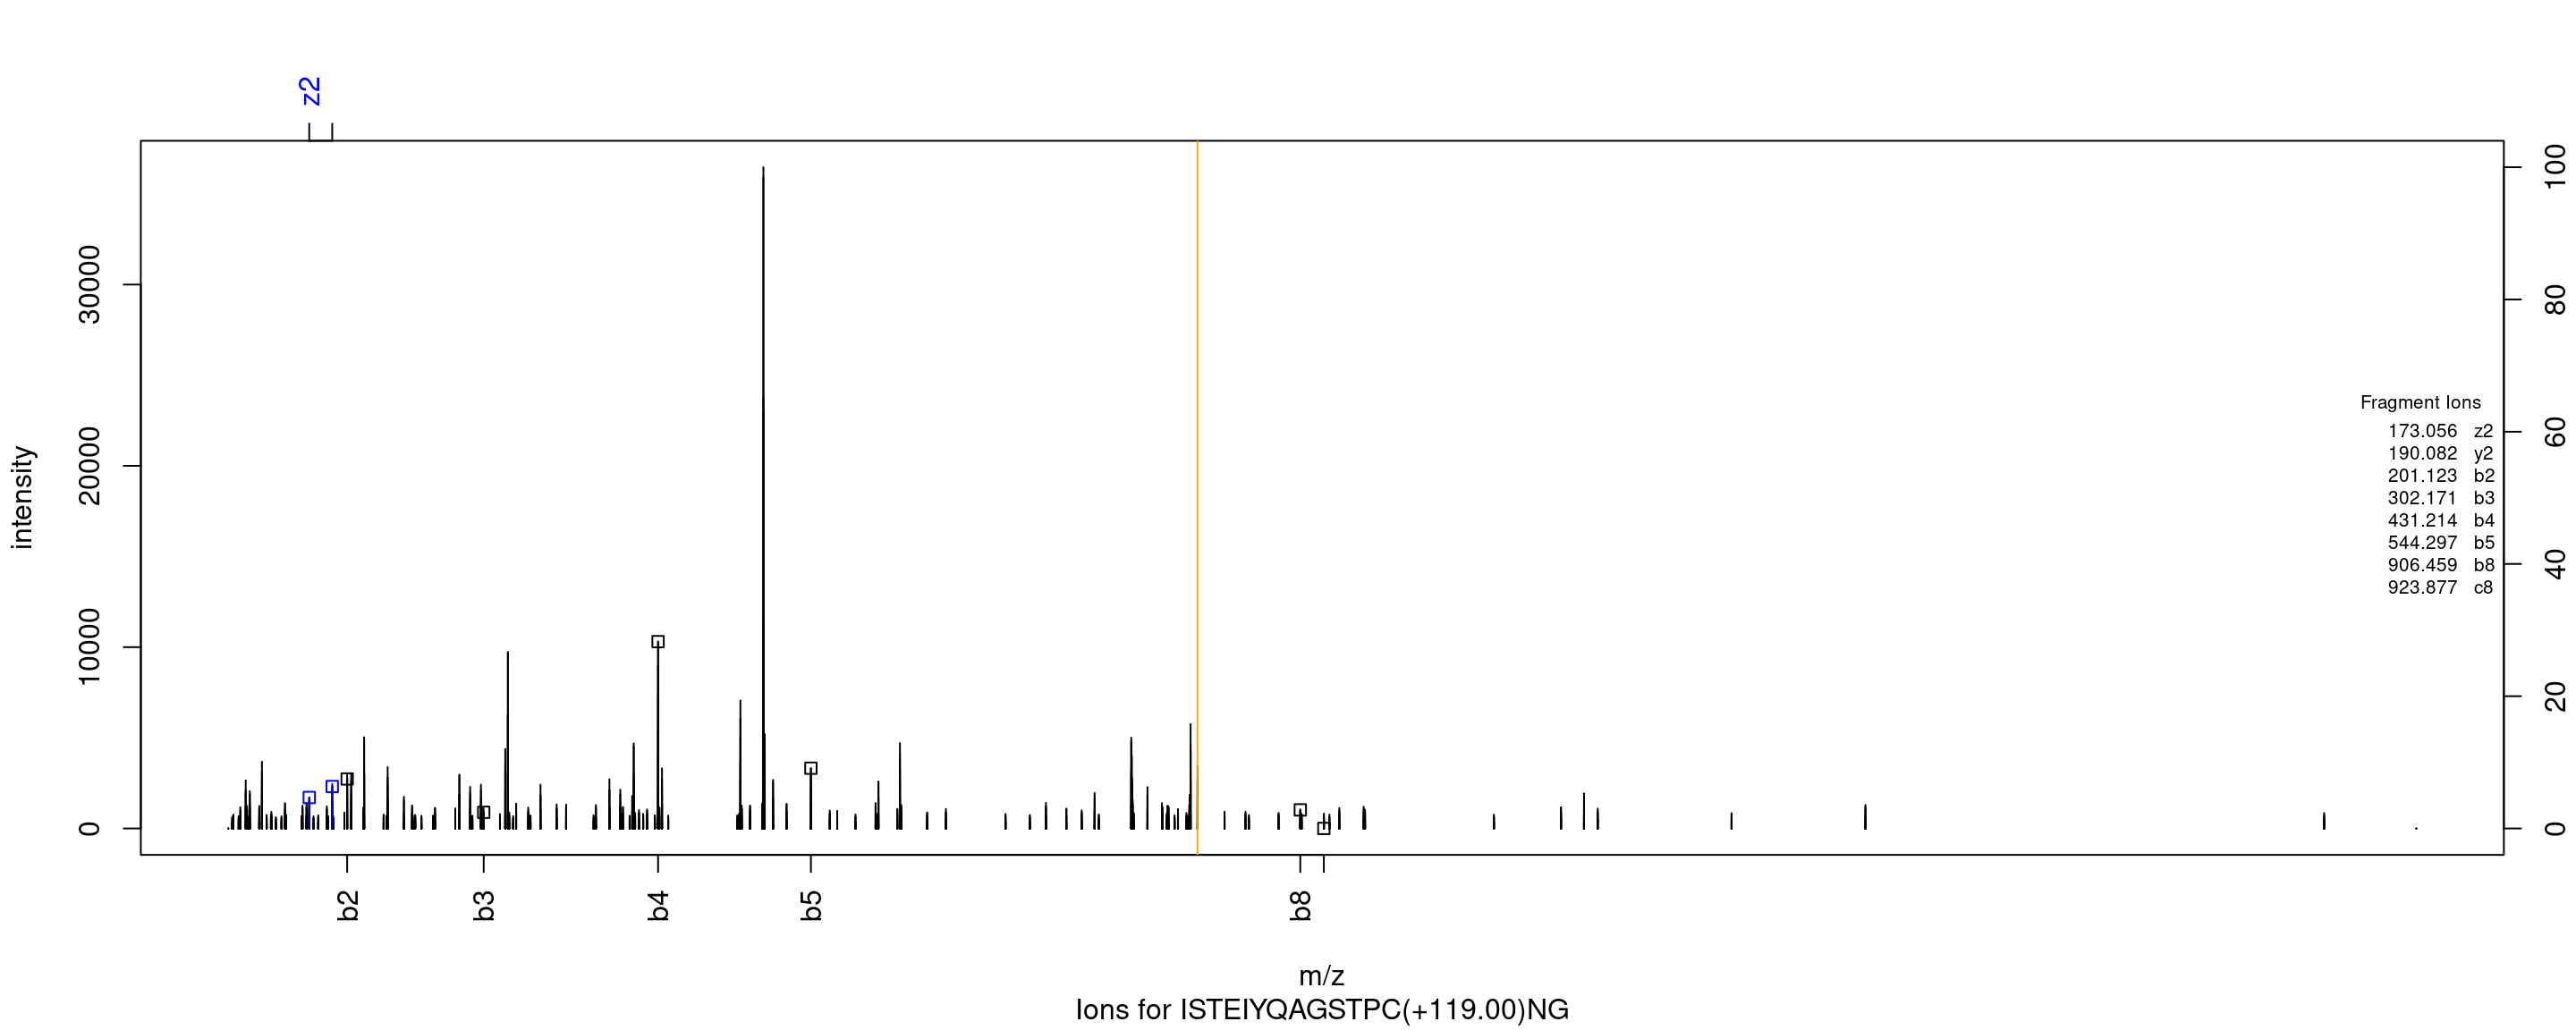 z2
intensity
0
10000
20000
30000
0
20
40
60
80
100
Fragment Ions
173.056 z2
190.082 y2
201.123 b2
302.171 b3
431.214 b4
544.297 b5
906.459 b8
923.877 c8
b2
b3
b4
b5
b8
m/z
Ions for ISTEIYQAGSTPC(+119.00)NG